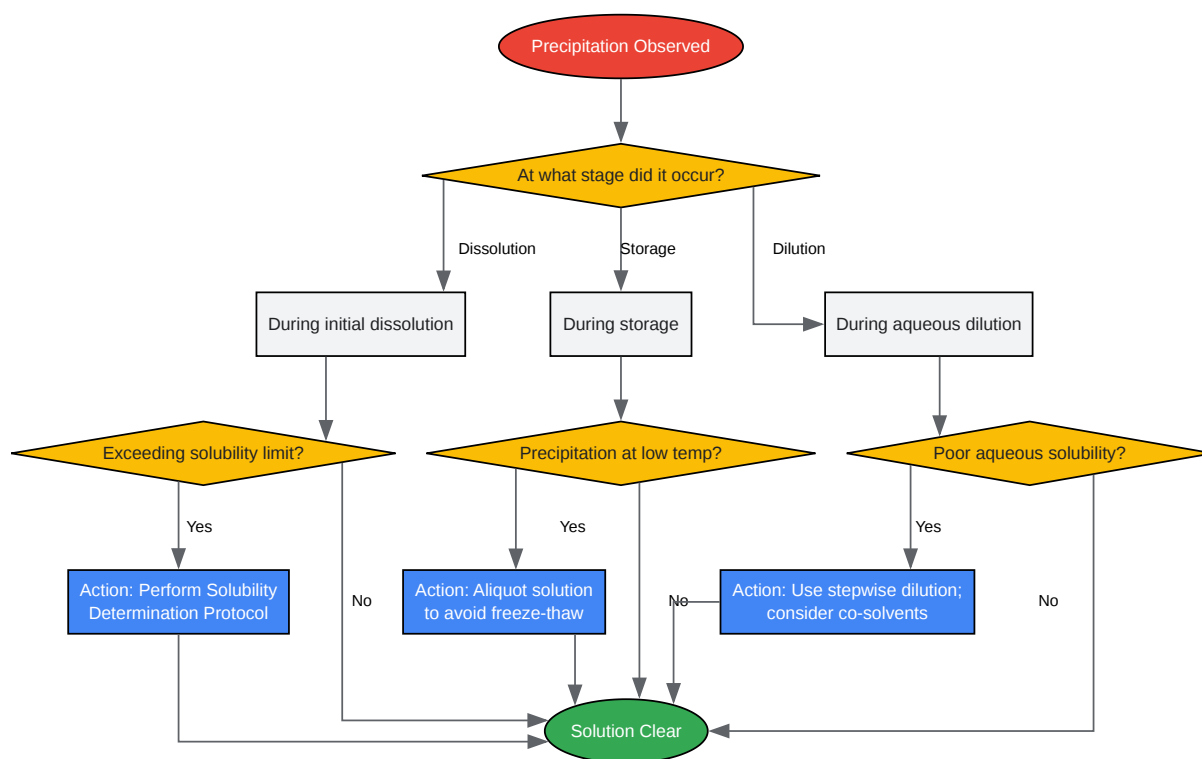 Precipitation Observed
At what stage did it occur?
Dissolution
Storage
Dilution
During initial dissolution
During storage
During aqueous dilution
Exceeding solubility limit?
Precipitation at low temp?
Poor aqueous solubility?
Yes
Yes
Yes
Action: Perform Solubility
Determination Protocol
No
Action: Aliquot solution
to avoid freeze-thaw
No
Action: Use stepwise dilution;
consider co-solvents
No
Solution Clear